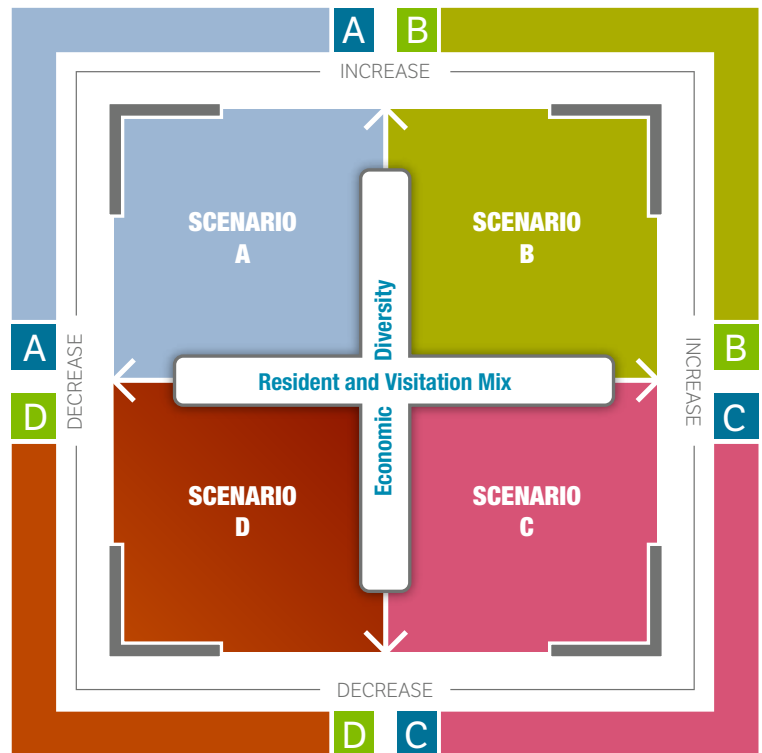 A B
INCREASE
SCENARIO
A
SCENARIO
B
A
DECREASE
Economic Diversity
Resident and Visitation Mix
INCREASE
B
D
C
SCENARIO
D
SCENARIO
C
DECREASE
D C